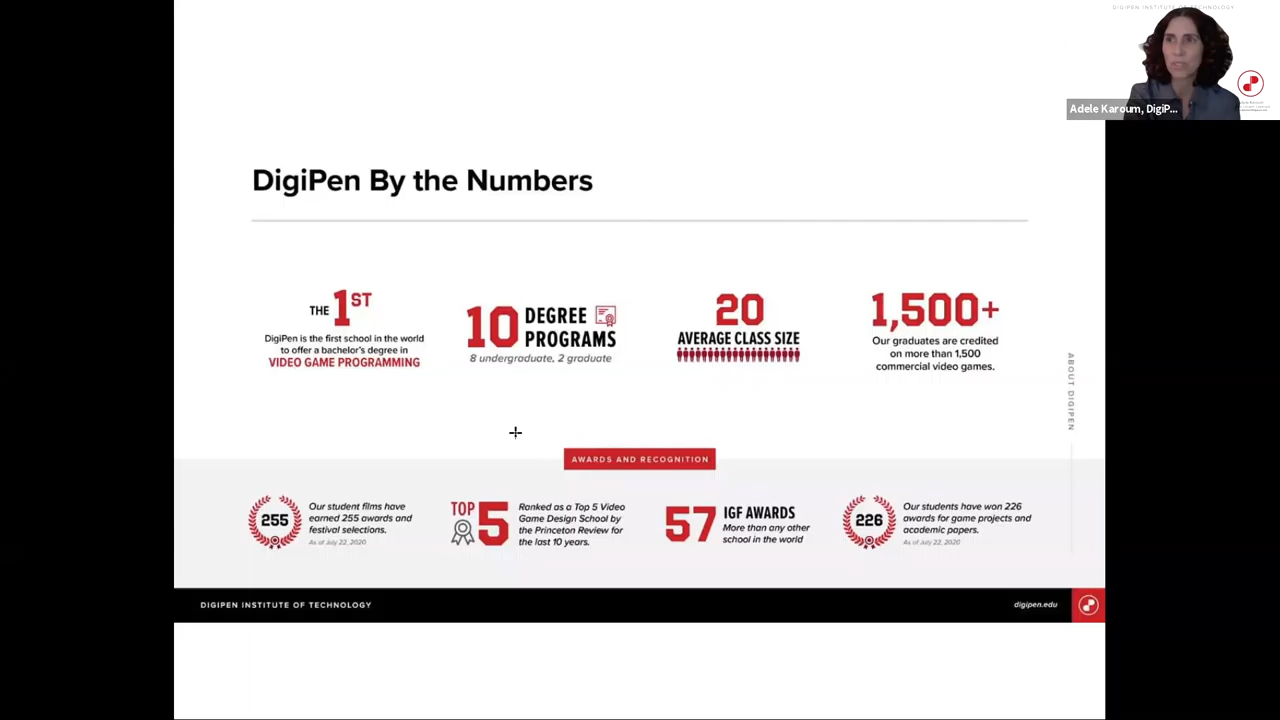 DIGIPEN INSTITUTE OF TECHNOLOGY
Adele Karoum, DigiP...
DigiPen By the Numbers
THE 1ST
DigiPen is the first school in the world
to offer a bachelor's degree in
VIDEO GAME PROGRAMMING
10 DEGREE
PROGRAMS
8 undergraduate, 2 graduate
20
AVERAGE CLASS SIZE
1,500+
Our graduates are credited
on more than 1,500
commercial video games.
ABOUT DIGIPEN
AWARDS AND RECOGNITION
255
Our student films have
earned 255 awards and
festival selections.
As of July 22, 2020
TOP 5
Ranked as a Top 5 Video
Game Design School by
the Princeton Review for
the last 10 years.
57 IGF AWARDS
More than any other
school in the world
226
Our students have won 226
awards for game projects and
academic papers.
As of July 22, 2020
DIGIPEN INSTITUTE OF TECHNOLOGY
digipen.edu